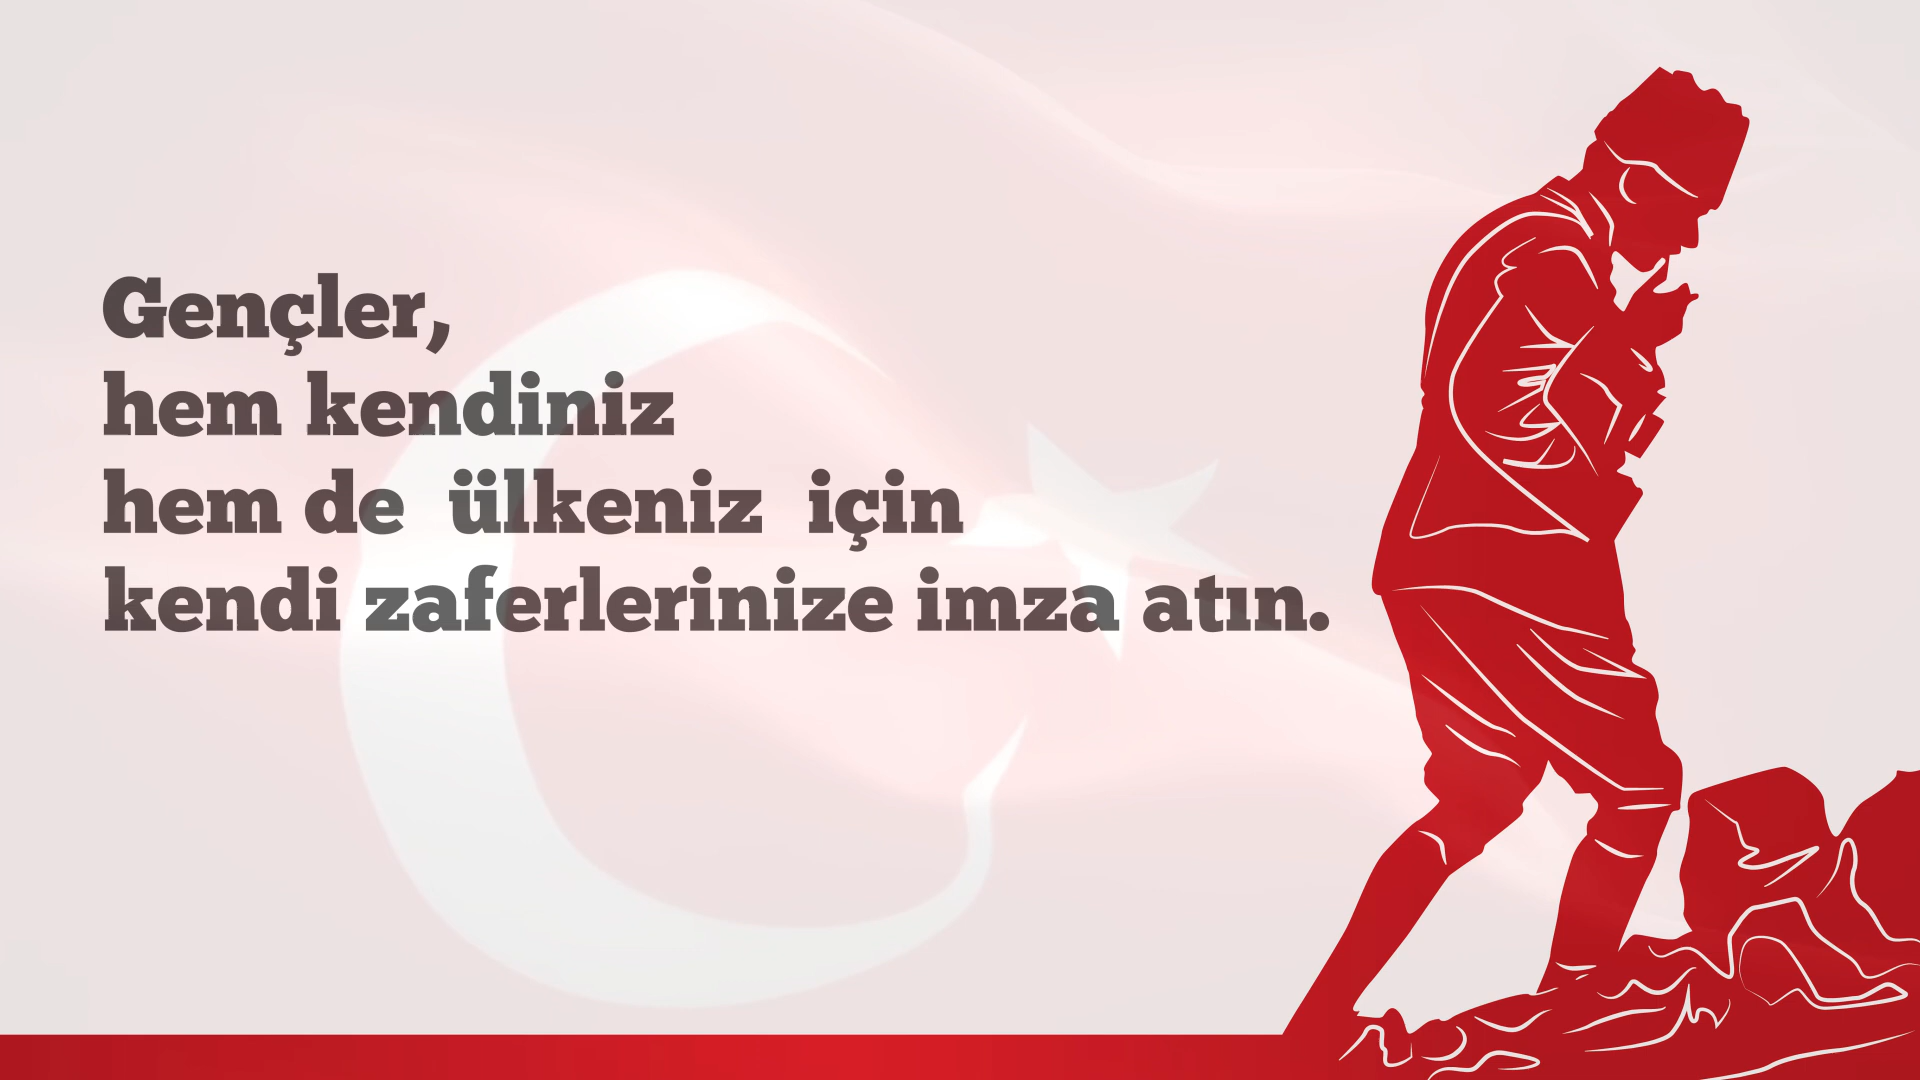 Gençler,
hem kendiniz
hem de ülkeniz için
kendi zaferlerinize imza atın.